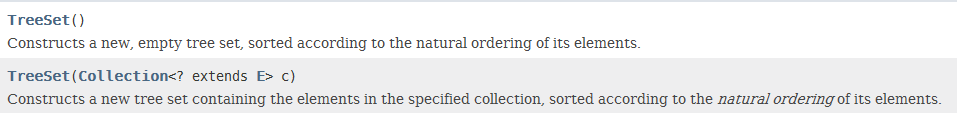 TreeSet()
Constructs a new, empty tree set, sorted according to the natural ordering of its elements.
TreeSet(Collection<? extends E> c)
Constructs a new tree set containing the elements in the specified collection, sorted according to the natural ordering of its elements.